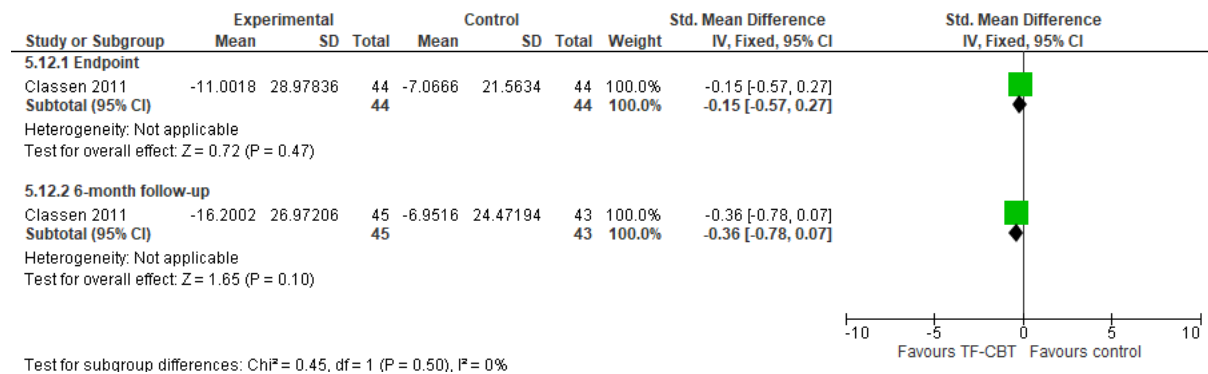 Experimental Control Std. Mean Difference Std. Mean Difference
Study or Subgroup Mean SD Total Mean SD Total Weight IV, Fixed, 95% CI IV, Fixed, 95% CI
5.12.1 Endpoint
Classen 2011 -11.0018 28.97836 44 -7.0666 21.5634 44 100.0% -0.15 [-0.57, 0.27]
Subtotal (95% CI) 44 44 100.0% -0.15 [-0.57, 0.27]
Heterogeneity: Not applicable
Test for overall effect: Z = 0.72 (P = 0.47)
5.12.2 6-month follow-up
Classen 2011 -16.2002 26.97206 45 -6.9516 24.47194 43 100.0% -0.36 [-0.78, 0.07]
Subtotal (95% CI) 45 43 100.0% -0.36 [-0.78, 0.07]
Heterogeneity: Not applicable
Test for overall effect: Z = 1.65 (P = 0.10)
-10 -5 0 5 10
Favours TF-CBT Favours control
Test for subgroup differences: Chi² = 0.45, df = 1 (P = 0.50), I² = 0%